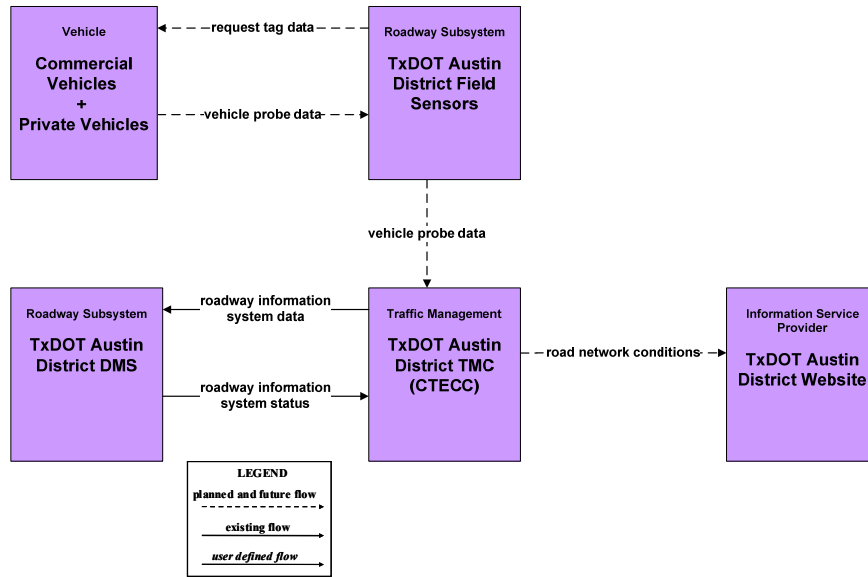 Vehicle
Commercial
Vehicles
+
Private Vehicles
request tag data
vehicle probe data
Roadway Subsystem
TxDOT Austin
District Field
Sensors
vehicle probe data
Roadway Subsystem
TxDOT Austin
District DMS
roadway information
system data
roadway information
system status
Traffic Management
TxDOT Austin
District TMC
(CTECC)
road network conditions
Information Service
Provider
TxDOT Austin
District Website
LEGEND
planned and future flow
existing flow
user defined flow